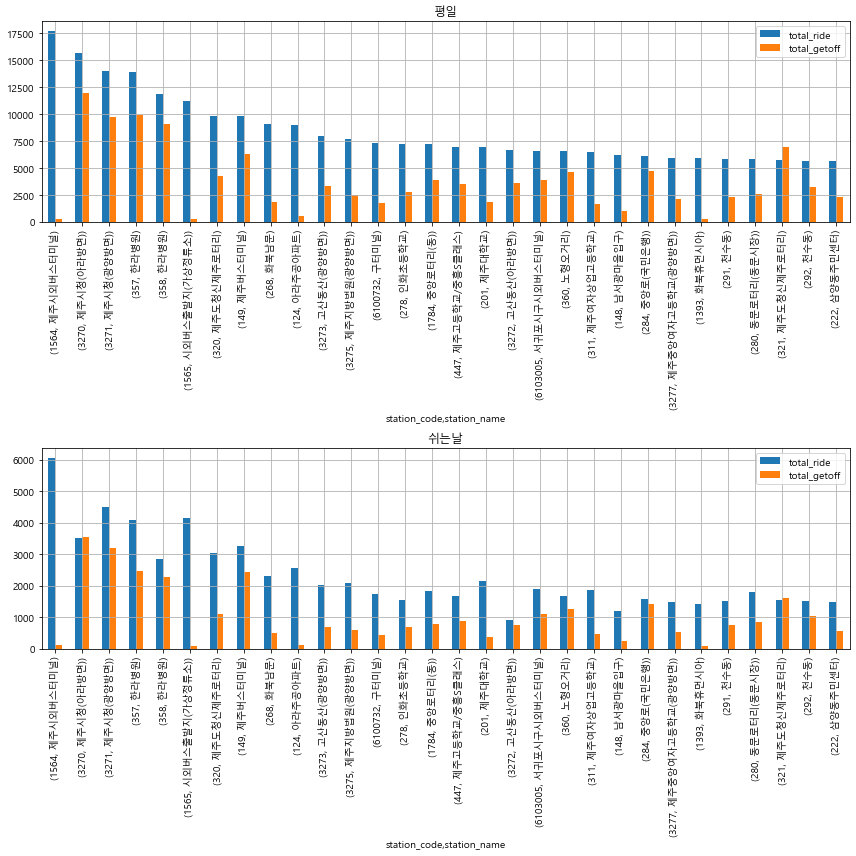 평일
17500
15000
12500
10000
7500
5000
2500
0
total_ride
total_getoff
(1564, 제주시외버스터미널)
(3270, 제주시청(아라방면))
(3271, 제주시청(광양방면))
(357, 한라병원)
(358, 한라병원)
(1565, 시외버스출발지(가상정류소))
(320, 제주도청신제주로터리)
(149, 제주버스터미널)
(268, 화북남문)
(124, 아라주공아파트)
(3273, 고산동산(광양방면))
(3275, 제주지방법원(광양방면))
(6100732, 구터미널)
(278, 인화초등학교)
(1784, 중앙로터리(동))
(447, 제주고등학교/중흥S클래스)
(201, 제주대학교)
(3272, 고산동산(아라방면))
(6103005, 서귀포시구시외버스터미널)
(360, 노형오거리)
(311, 제주여자상업고등학교)
(148, 남서광마을입구)
(284, 중앙로(국민은행))
(3277, 제주중앙여자고등학교(광양방면))
(1393, 화북휴먼시아)
(291, 천수동)
(280, 동문로터리(동문시장))
(321, 제주도청신제주로터리)
(292, 천수동)
(222, 삼양동주민센터)
station_code,station_name
쉬는날
6000
5000
4000
3000
2000
1000
0
total_ride
total_getoff
(1564, 제주시외버스터미널)
(3270, 제주시청(아라방면))
(3271, 제주시청(광양방면))
(357, 한라병원)
(358, 한라병원)
(1565, 시외버스출발지(가상정류소))
(320, 제주도청신제주로터리)
(149, 제주버스터미널)
(268, 화북남문)
(124, 아라주공아파트)
(3273, 고산동산(광양방면))
(3275, 제주지방법원(광양방면))
(6100732, 구터미널)
(278, 인화초등학교)
(1784, 중앙로터리(동))
(447, 제주고등학교/중흥S클래스)
(201, 제주대학교)
(3272, 고산동산(아라방면))
(6103005, 서귀포시구시외버스터미널)
(360, 노형오거리)
(311, 제주여자상업고등학교)
(148, 남서광마을입구)
(284, 중앙로(국민은행))
(3277, 제주중앙여자고등학교(광양방면))
(1393, 화북휴먼시아)
(291, 천수동)
(280, 동문로터리(동문시장))
(321, 제주도청신제주로터리)
(292, 천수동)
(222, 삼양동주민센터)
station_code,station_name